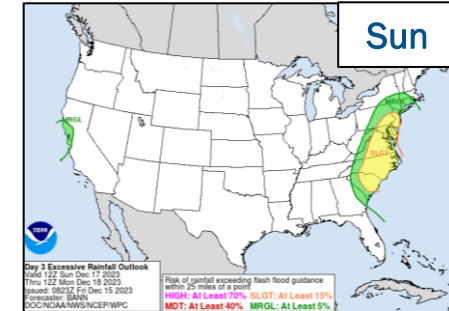 Sun
MRGL
MRGL
SLGT
NOAA
Day 3 Excessive Rainfall Outlook
Valid 12Z Sun Dec 17 2023
Thru 12Z Mon Dec 18 2023
Issued: 0823Z Fri Dec 15 2023
Forecaster: BANN
DOC/NOAA/NWS/NCEP/WPC
Risk of rainfall exceeding flash flood guidance
within 25 miles of a point
HIGH: At Least 70% SLGT: At Least 15%
MDT: At Least 40% MRGL: At Least 5%